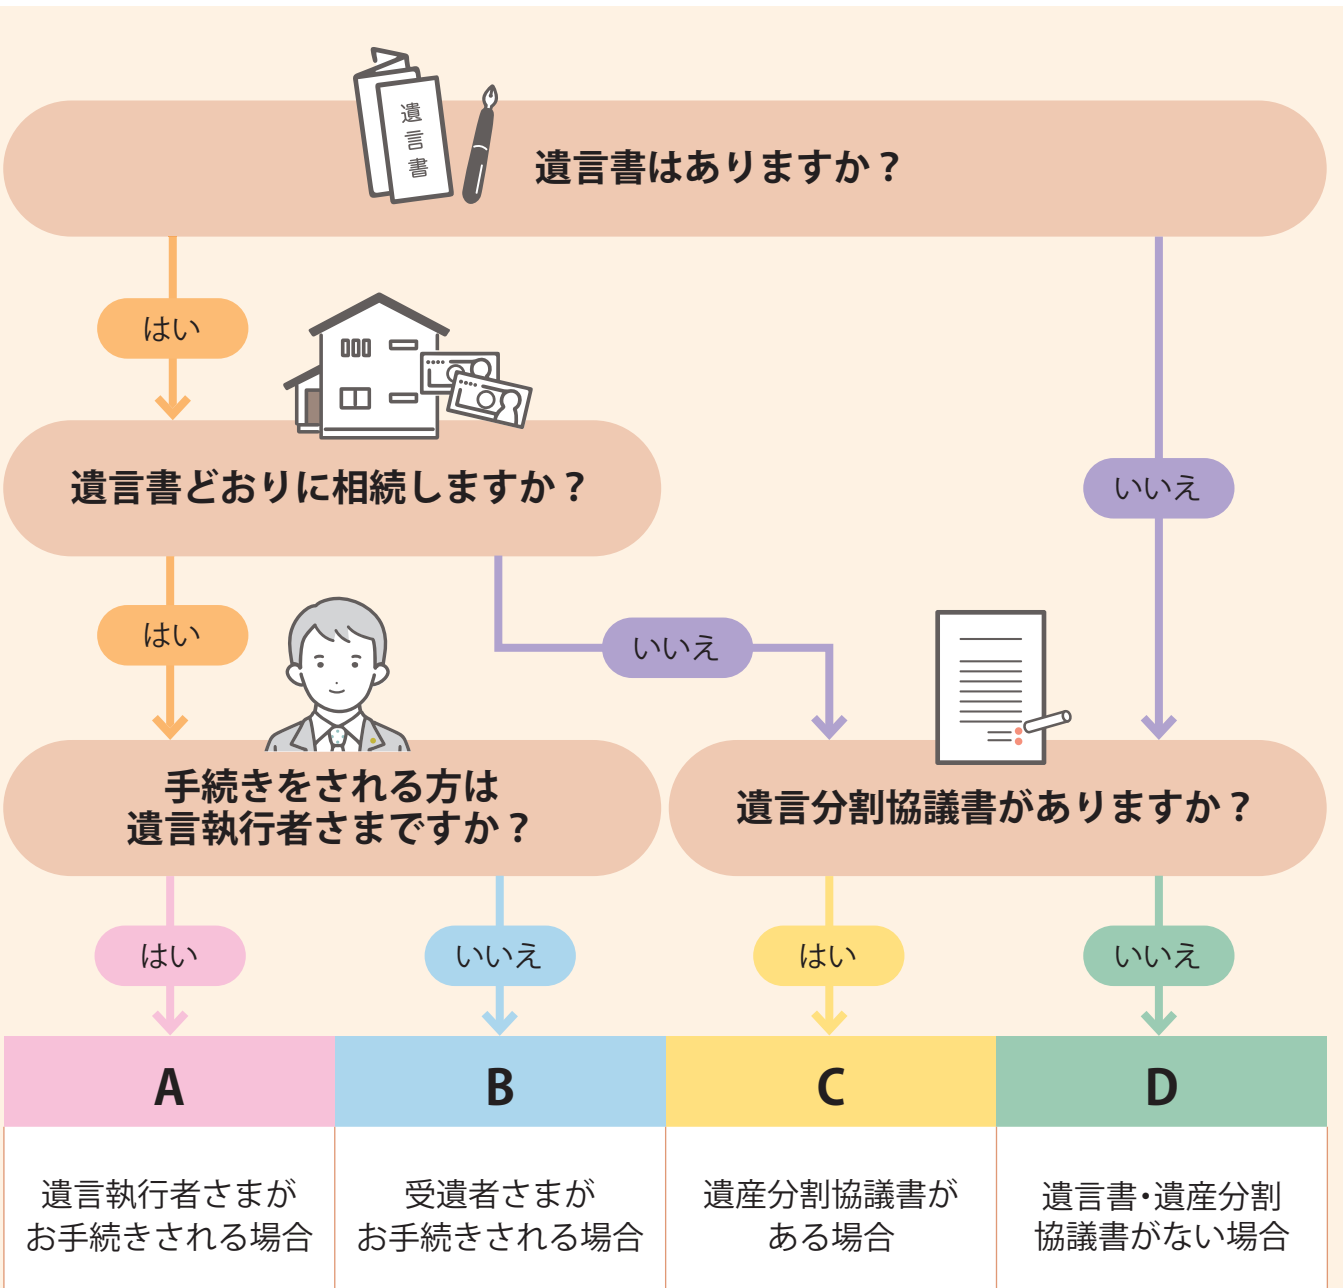 遺言書
遺言書はありますか？
はい
いいえ
遺言書どおりに相続しますか？
はい
いいえ
手続きをされる方は
遺言執行者さまですか？
遺言分割協議書がありますか？
はい
いいえ
はい
いいえ
A
B
C
D
遺言執行者さまが
お手続きされる場合
受遺者さまが
お手続きされる場合
遺産分割協議書が
ある場合
遺言書・遺産分割
協議書がない場合